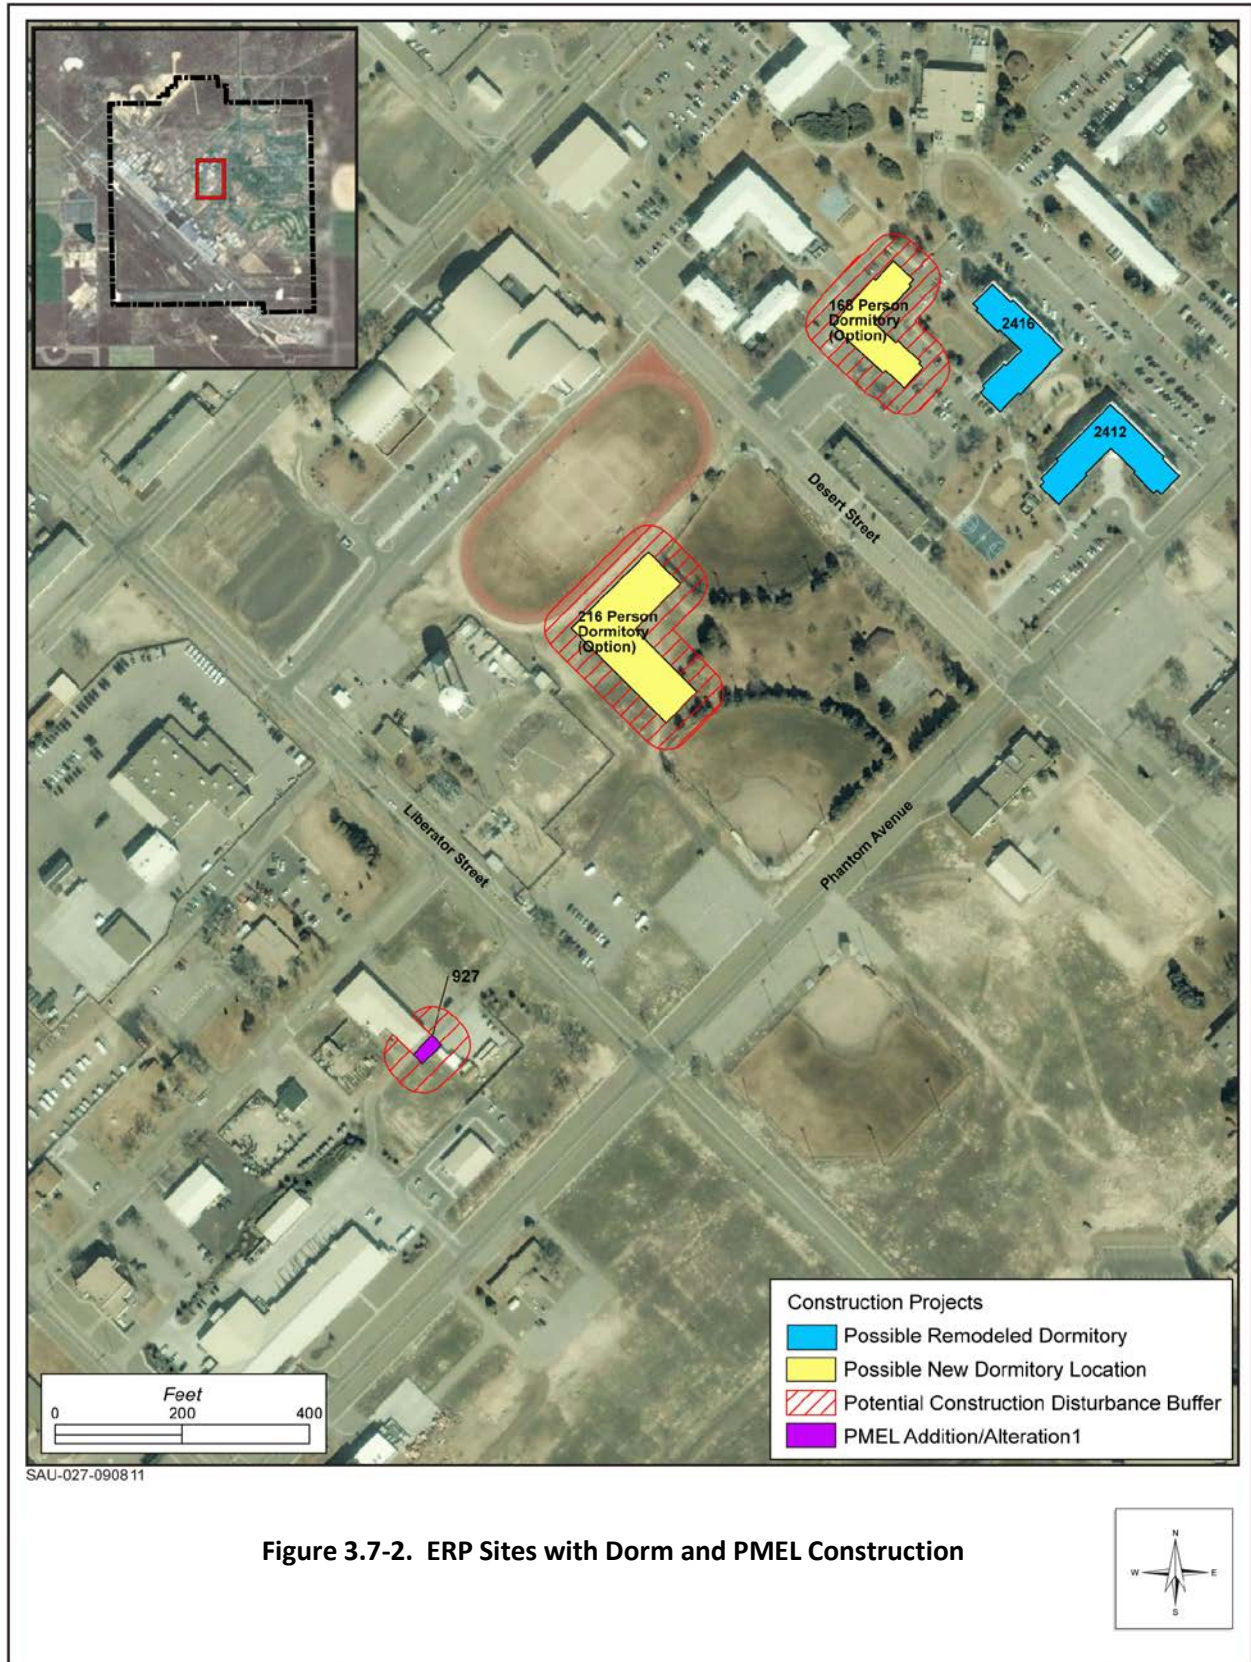 168 Person
Dormitory
(Option)
2416
2412
Desert Street
216 Person
Dormitory
(Option)
Liberator Street
Phantom Avenue
927
Construction Projects
Possible Remodeled Dormitory
Possible New Dormitory Location
Potential Construction Disturbance Buffer
PMEL Addition/Alteration1
Feet
0 200 400
SAU-027-090811
Figure 3.7-2. ERP Sites with Dorm and PMEL Construction
N
W E
S